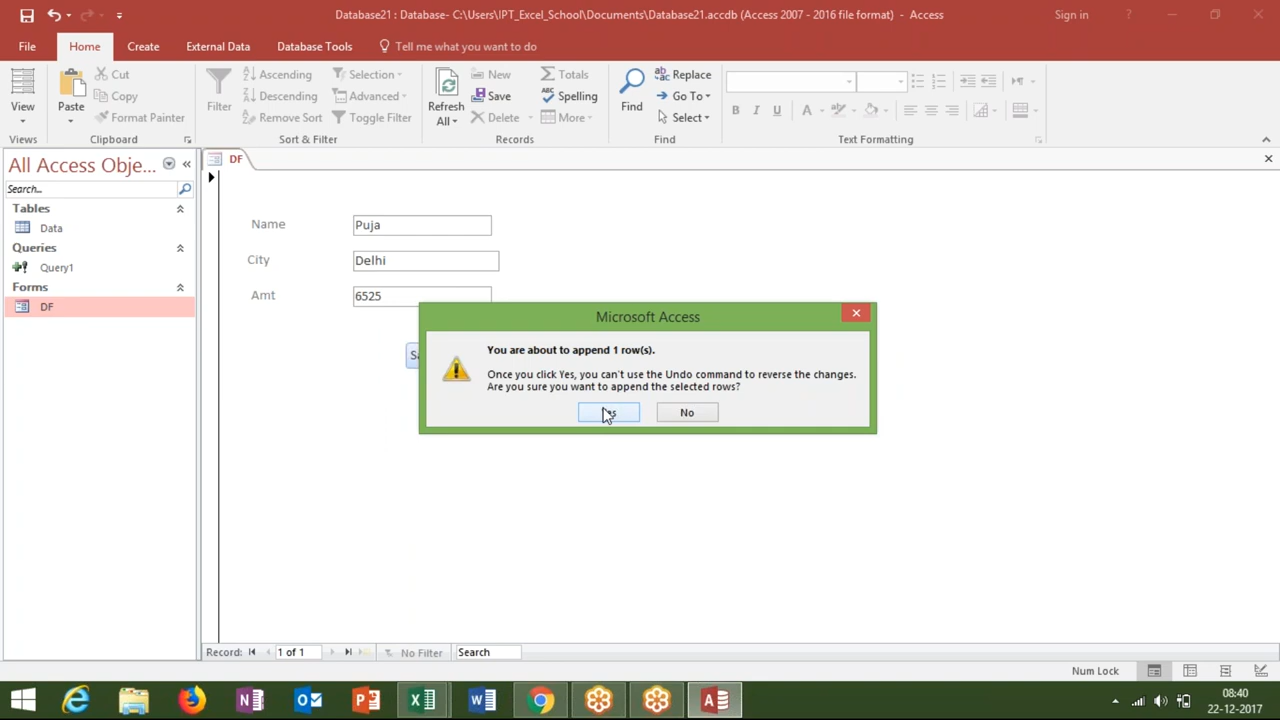 Database21 : Database- C:\Users\IPT_Excel_School\Documents\Database21.accdb (Access 2007 - 2016 file format) - Access
Sign in
?
File
Home
Create
External Data
Database Tools
Tell me what you want to do
View
Views
Paste
Cut
Copy
Format Painter
Clipboard
Filter
Ascending
Descending
Remove Sort
Selection
Advanced
Toggle Filter
Sort & Filter
Refresh
All
New
Save
Delete
Totals
Spelling
More
Records
Find
Replace
Go To
Select
Find
B I U A
Text Formatting
All Access Obje...
Search...
Tables
Data
Queries
Query1
Forms
DF
DF
Name
Puja
City
Delhi
Amt
6525
Microsoft Access
You are about to append 1 row(s).
Once you click Yes, you can't use the Undo command to reverse the changes.
Are you sure you want to append the selected rows?
No
Record:
1 of 1
No Filter
Search
Num Lock
08:40
22-12-2017